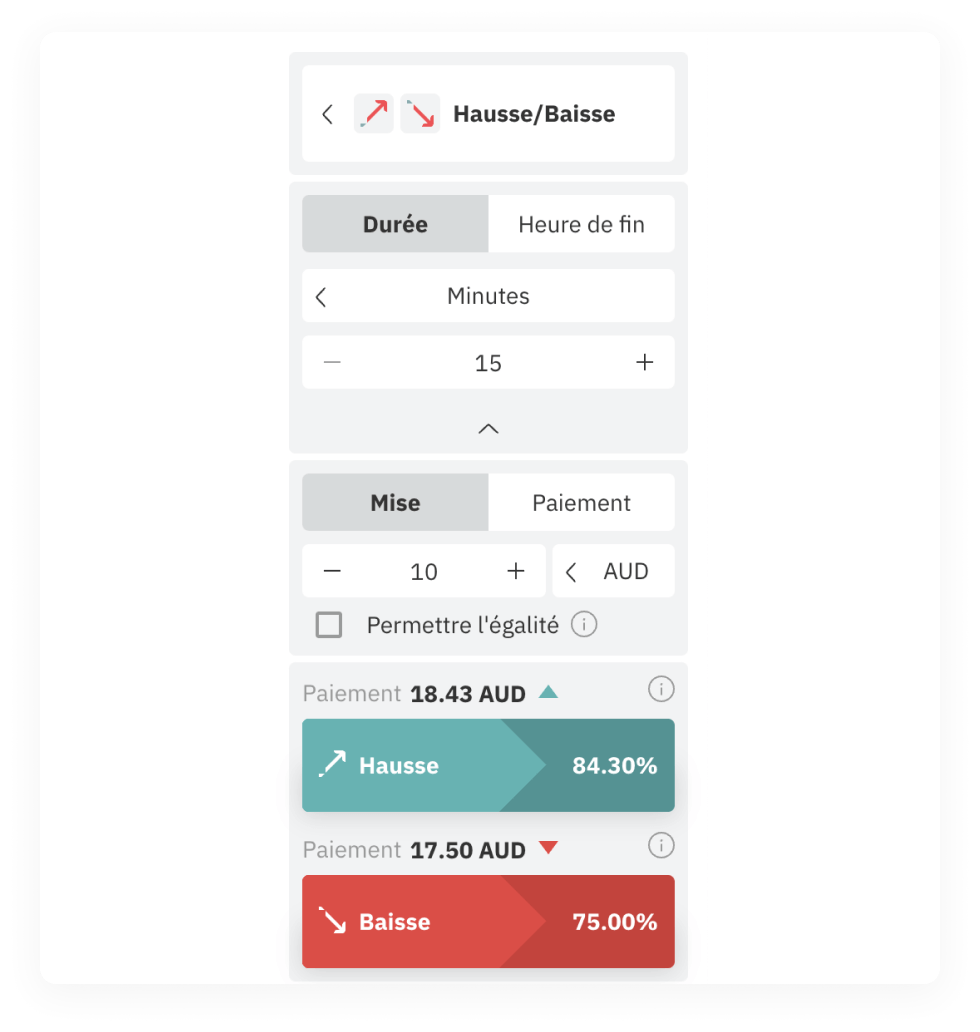 Hausse/Baisse
Durée Heure de fin
Minutes
− 15 +
Mise Paiement
− 10 + AUD
Permettre l'égalité
Paiement 18.43 AUD
Hausse 84.30%
Paiement 17.50 AUD
Baisse 75.00%